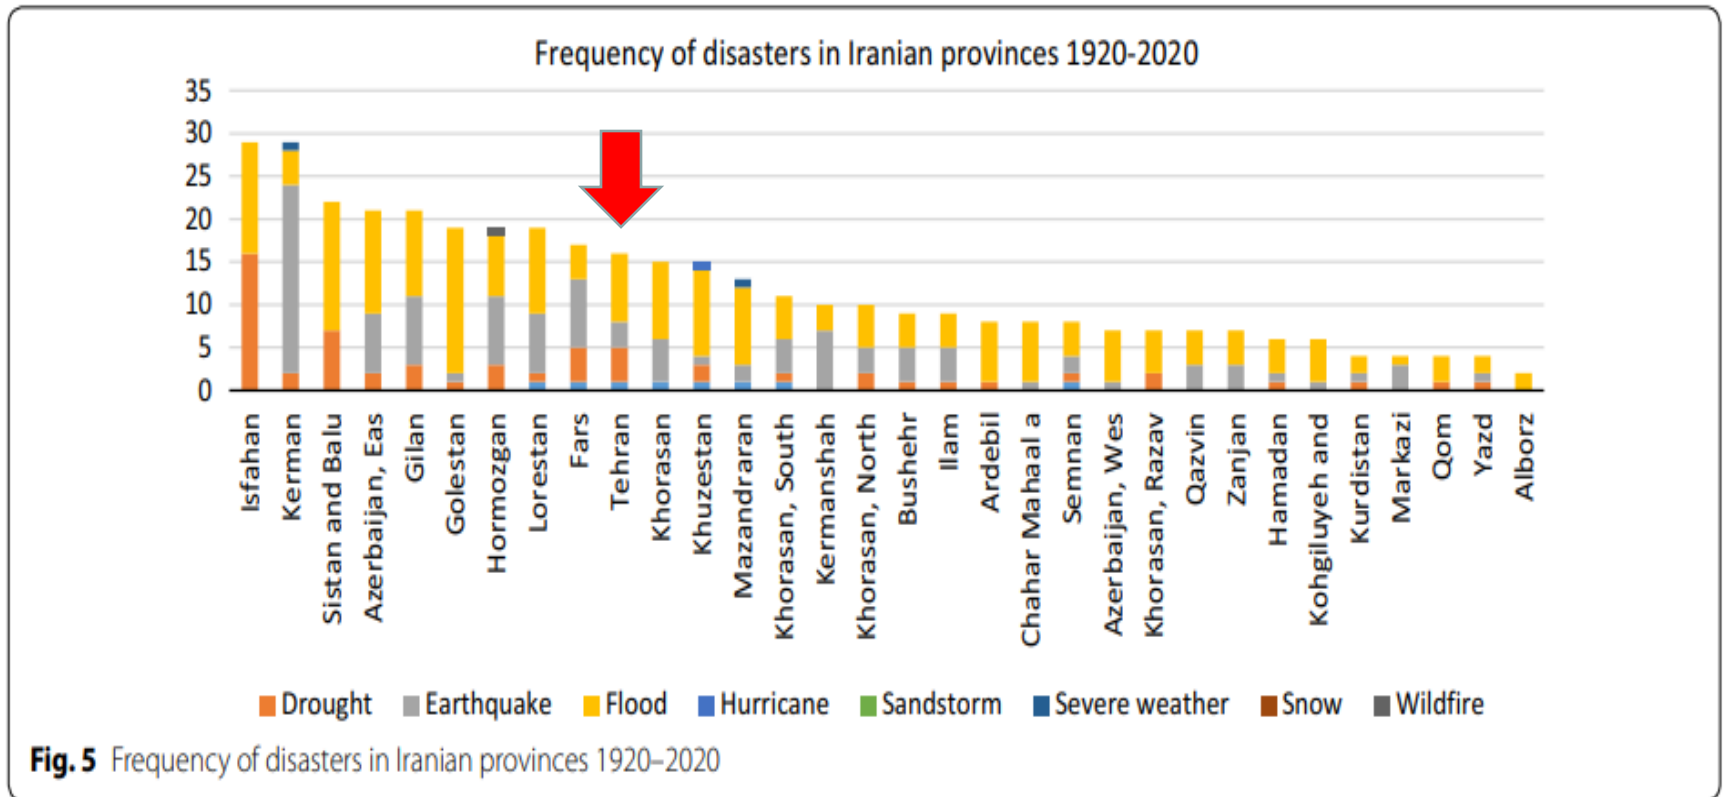 Frequency of disasters in Iranian provinces 1920-2020
35
30
25
20
15
10
5
0
Isfahan
Kerman
Sistan and Balu
Azerbaijan, Eas
Gilan
Golestan
Hormozgan
Lorestan
Fars
Tehran
Khorasan
Khuzestan
Mazandraran
Khorasan, South
Kermanshah
Khorasan, North
Bushehr
Ilam
Ardebil
Chahar Mahaal a
Semnan
Azerbaijan, Wes
Khorasan, Razav
Qazvin
Zanjan
Hamadan
Kohgiluyeh and
Kurdistan
Markazi
Qom
Yazd
Alborz
Drought Earthquake Flood Hurricane Sandstorm Severe weather Snow Wildfire
Fig. 5 Frequency of disasters in Iranian provinces 1920–2020